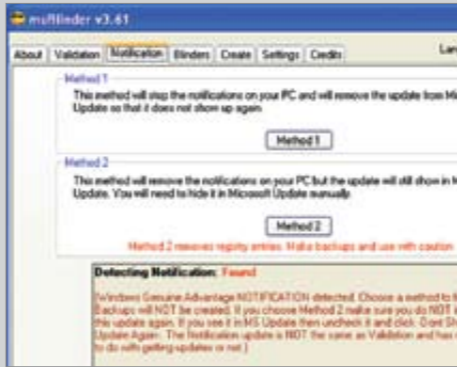 msBlinder v3.61
About Validation Notification Blinders Create Settings Credits Lan
Method 1
This method will stop the notifications on your PC and will remove the update from Mi
Update so that it does not show up again.
Method 1
Method 2
This method will remove the notifications on your PC but the update will still show in M
Update. You will need to hide it in Microsoft Update manually.
Method 2
Method 2 removes registry entries. Make backups and use with caution
Detecting Notification: Found
(Windows Genuine Advantage NOTIFICATION detected. Choose a method to
Backups will NOT be created. If you choose Method 2 make sure you do NOT
this update again. If you see it in MS Update then uncheck it and click: Dont Sh
Update Again. The Notification update is NOT the same as Validation and has
to do with getting updates or not.)